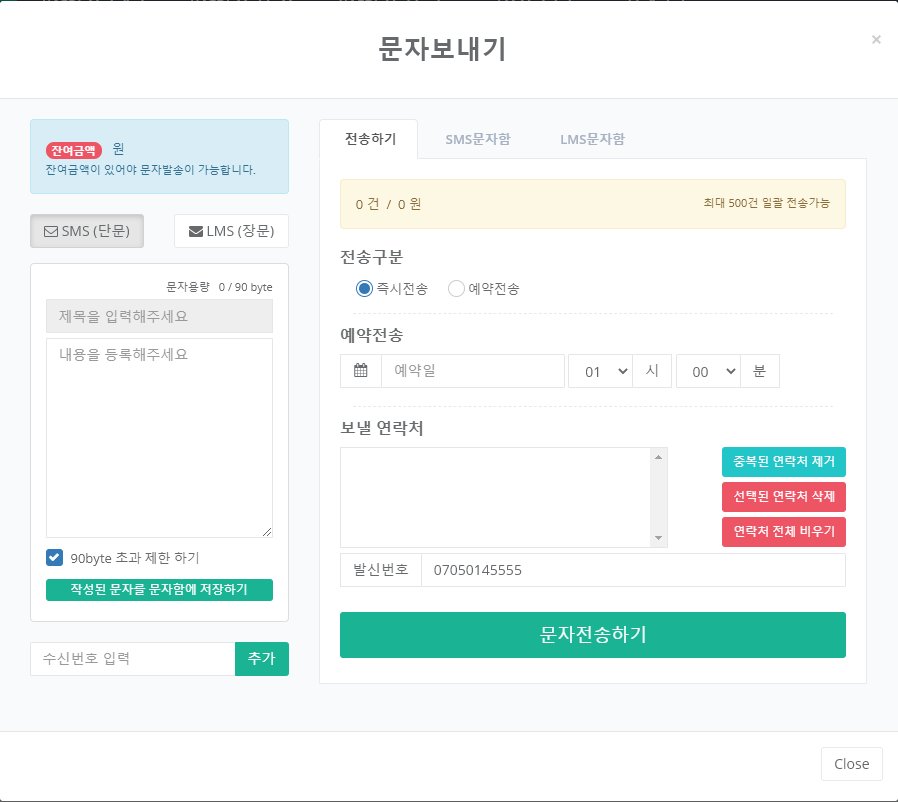 문자보내기
×
잔여금액 원
잔여금액이 있어야 문자발송이 가능합니다.
SMS (단문) LMS (장문)
문자용량 0 / 90 byte
제목을 입력해주세요
내용을 등록해주세요
90byte 초과 제한 하기
작성된 문자를 문자함에 저장하기
수신번호 입력 추가
전송하기 SMS문자함 LMS문자함
0 건 / 0 원 최대 500건 일괄 전송가능
전송구분
즉시전송 예약전송
예약전송
예약일 01 시 00 분
보낼 연락처
중복된 연락처 제거
선택된 연락처 삭제
연락처 전체 비우기
발신번호 07050145555
문자전송하기
Close